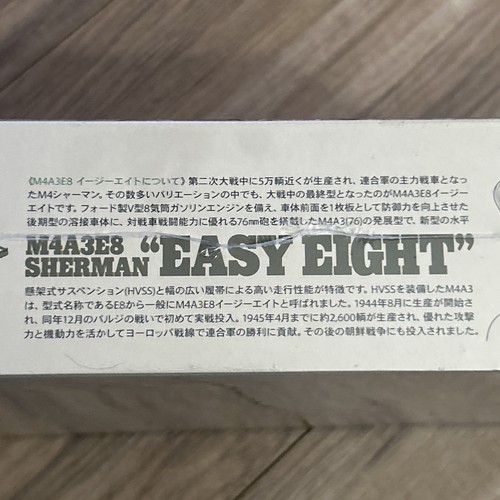 《M4A3E8 イージーエイトについて》第二次大戦中に5万輌近くが生産され、連合軍の主力戦車となっ
たM4シャーマン。その数多いバリエーションの中でも、大戦中の最終型となったのがM4A3E8イージー
エイトです。フォード製V型8気筒ガソリンエンジンを備え、車体前面を1枚板として防御力を向上させた
後期型の溶接車体に、対戦車戦闘能力に優れる76mm砲を搭載したM4A3(76)の発展型で、新型の水平
M4A3E8
SHERMAN "EASY EIGHT"
懸架式サスペンション(HVSS)と幅の広い履帯による高い走行性能が特徴です。HVSSを装備したM4A3
は、型式名称であるE8から一般にM4A3E8イージーエイトと呼ばれました。1944年8月に生産が開始さ
れ、同年12月のバルジの戦いで初めて実戦投入。1945年4月までに約2,600輌が生産され、優れた攻撃
力と機動力を活かしてヨーロッパ戦線で連合軍の勝利に貢献。その後の朝鮮戦争にも投入されました。